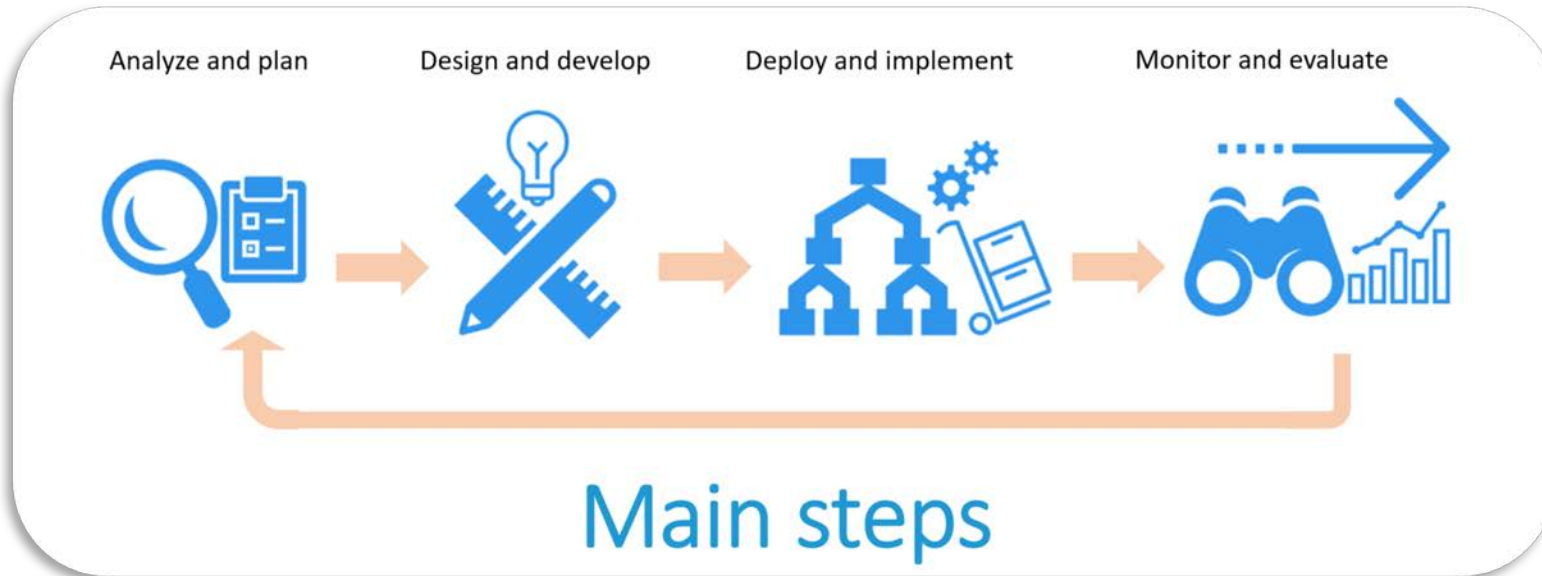 Analyze and plan
Design and develop
Deploy and implement
Monitor and evaluate
Main steps